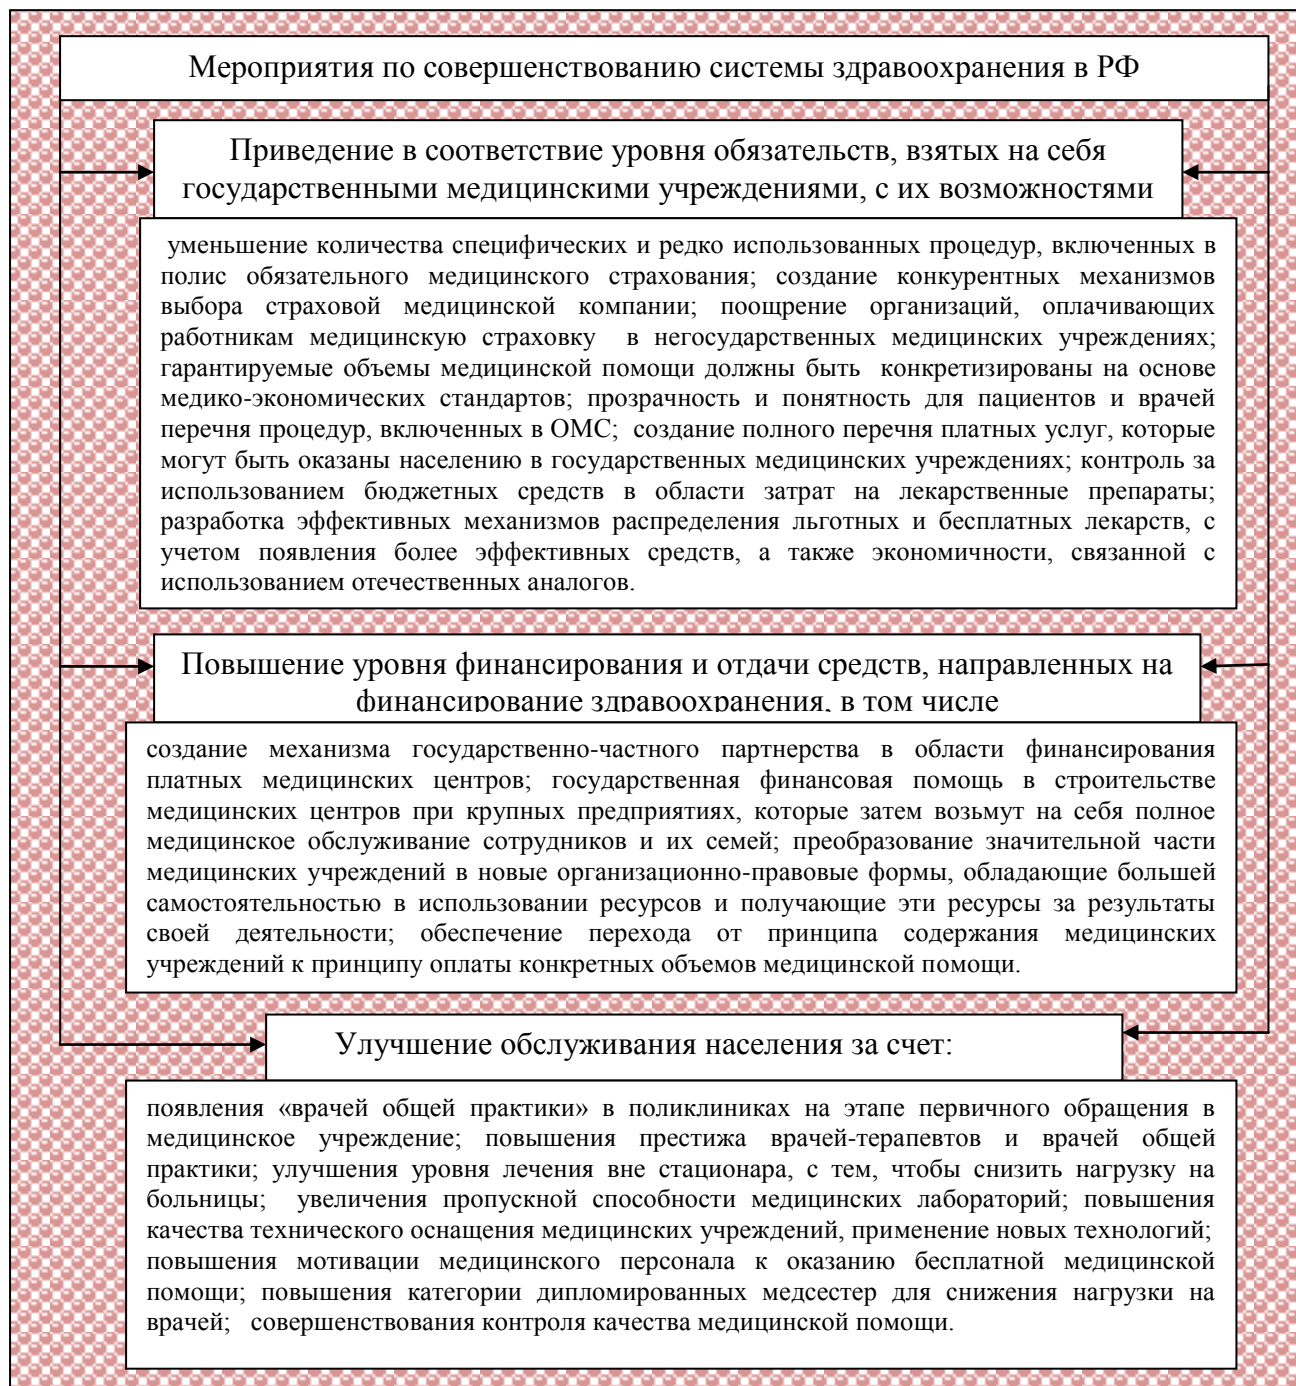 Мероприятия по совершенствованию системы здравоохранения в РФ
Приведение в соответствие уровня обязательств, взятых на себя
государственными медицинскими учреждениями, с их возможностями
уменьшение количества специфических и редко использованных процедур, включенных в
полис обязательного медицинского страхования; создание конкурентных механизмов
выбора страховой медицинской компании; поощрение организаций, оплачивающих
работникам медицинскую страховку в негосударственных медицинских учреждениях;
гарантируемые объемы медицинской помощи должны быть конкретизированы на основе
медико-экономических стандартов; прозрачность и понятность для пациентов и врачей
перечня процедур, включенных в ОМС; создание полного перечня платных услуг, которые
могут быть оказаны населению в государственных медицинских учреждениях; контроль за
использованием бюджетных средств в области затрат на лекарственные препараты;
разработка эффективных механизмов распределения льготных и бесплатных лекарств, с
учетом появления более эффективных средств, а также экономичности, связанной с
использованием отечественных аналогов.
Повышение уровня финансирования и отдачи средств, направленных на
финансирование здравоохранения, в том числе
создание механизма государственно-частного партнерства в области финансирования
платных медицинских центров; государственная финансовая помощь в строительстве
медицинских центров при крупных предприятиях, которые затем возьмут на себя полное
медицинское обслуживание сотрудников и их семей; преобразование значительной части
медицинских учреждений в новые организационно-правовые формы, обладающие большей
самостоятельностью в использовании ресурсов и получающие эти ресурсы за результаты
своей деятельности; обеспечение перехода от принципа содержания медицинских
учреждений к принципу оплаты конкретных объемов медицинской помощи.
Улучшение обслуживания населения за счет:
появления «врачей общей практики» в поликлиниках на этапе первичного обращения в
медицинское учреждение; повышения престижа врачей-терапевтов и врачей общей
практики; улучшения уровня лечения вне стационара, с тем, чтобы снизить нагрузку на
больницы; увеличения пропускной способности медицинских лабораторий; повышения
качества технического оснащения медицинских учреждений, применение новых технологий;
повышения мотивации медицинского персонала к оказанию бесплатной медицинской
помощи; повышения категории дипломированных медсестер для снижения нагрузки на
врачей; совершенствования контроля качества медицинской помощи.